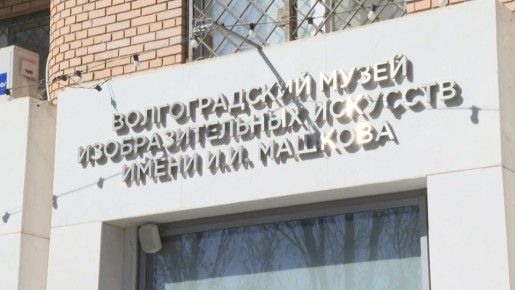 ВОЛГОГРАДСКИЙ МУЗЕЙ
ИЗОБРАЗИТЕЛЬНЫХ ИСКУССТВ
ИМЕНИ И.И. МАШКОВА